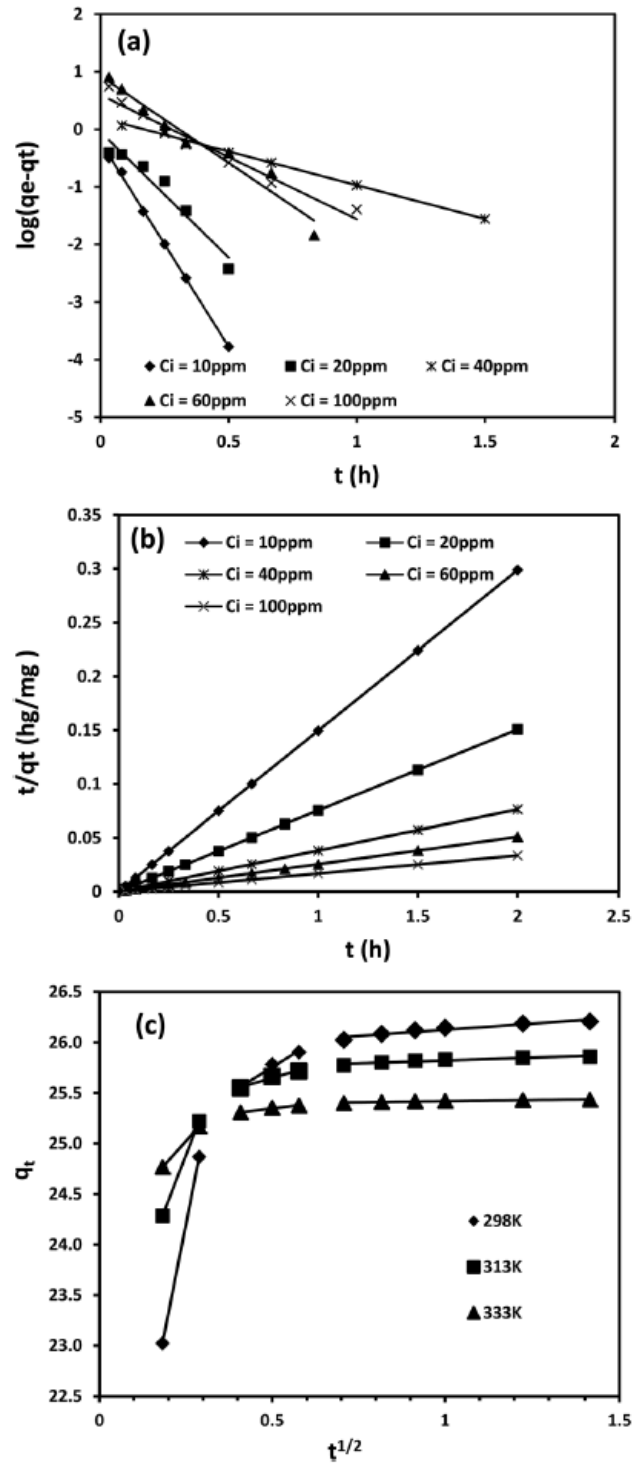 (a)
2
1
0
-1
-2
-3
-4
-5
log(qe-qt)
Ci = 10ppm Ci = 20ppm Ci = 40ppm
Ci = 60ppm Ci = 100ppm
0 0.5 1 1.5 2
t (h)
(b)
0.35
0.3
0.25
0.2
0.15
0.1
0.05
0
t/qt (hg/mg)
Ci = 10ppm Ci = 20ppm
Ci = 40ppm Ci = 60ppm
Ci = 100ppm
0 0.5 1 1.5 2 2.5
t (h)
(c)
26.5
26.0
25.5
25.0
24.5
24.0
23.5
23.0
22.5
qt
298K
313K
333K
0 0.5 1 1.5
t1/2